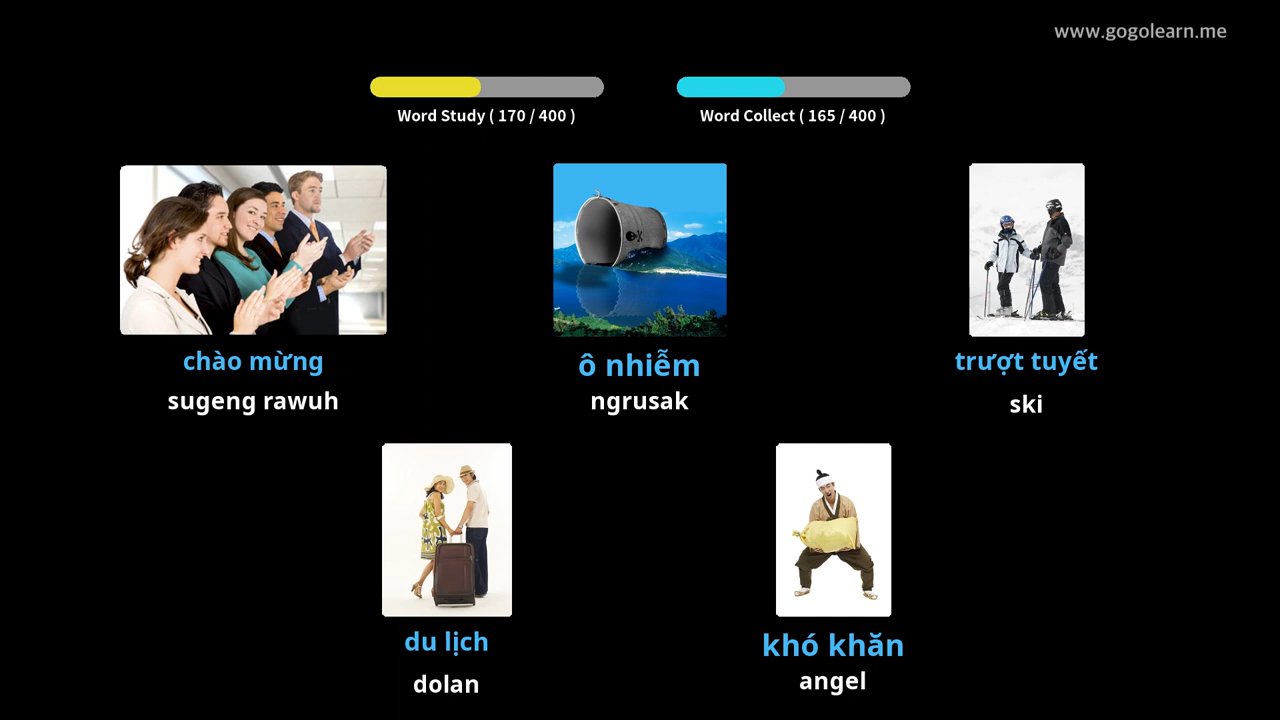 www.gogolearn.me
Word Study ( 170 / 400 )
Word Collect ( 165 / 400 )
chào mừng
sugeng rawuh
ô nhiễm
ngrusak
trượt tuyết
ski
du lịch
dolan
khó khăn
angel